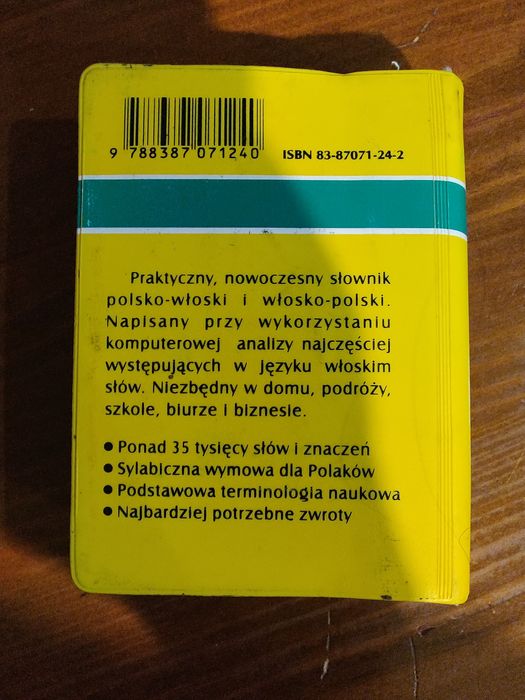 9 788387 071240
ISBN 83-87071-24-2
Praktyczny, nowoczesny słownik
polsko-włoski i włosko-polski.
Napisany przy wykorzystaniu
komputerowej analizy najczęściej
występujących w języku włoskim
słów. Niezbędny w domu, podróży,
szkole, biurze i biznesie.
● Ponad 35 tysięcy słów i znaczeń
● Sylabiczna wymowa dla Polaków
● Podstawowa terminologia naukowa
● Najbardziej potrzebne zwroty